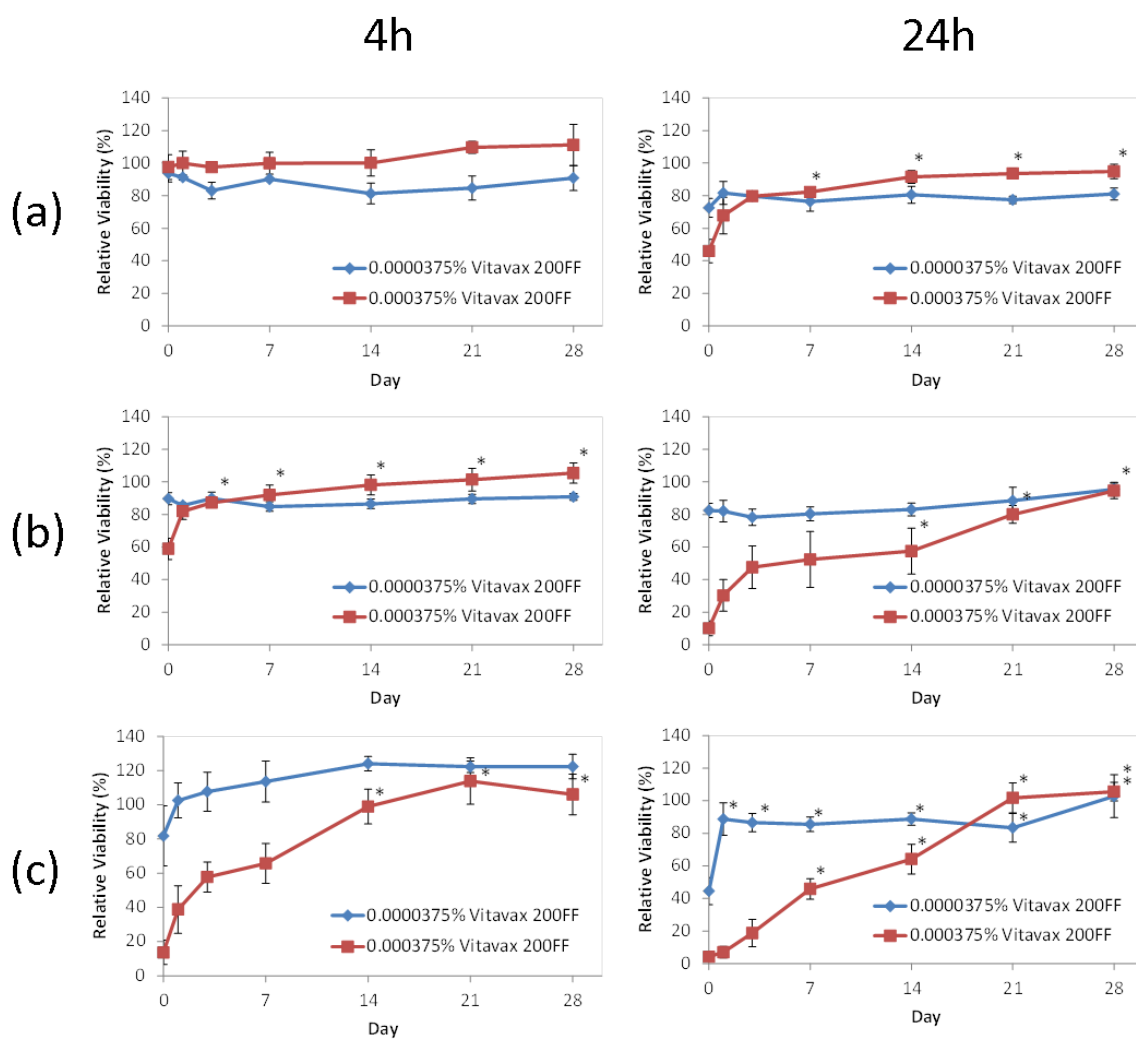 4h
24h
(a)
Relative Viability (%)
140
120
100
80
60
40
20
0
0.0000375% Vitavax 200FF
0.000375% Vitavax 200FF
0 7 14 21 28
Day
Relative Viability (%)
140
120
100
80
60
40
20
0
* * * *
0.0000375% Vitavax 200FF
0.000375% Vitavax 200FF
0 7 14 21 28
Day
(b)
Relative Viability (%)
140
120
100
80
60
40
20
0
* * * * *
0.0000375% Vitavax 200FF
0.000375% Vitavax 200FF
0 7 14 21 28
Day
Relative Viability (%)
140
120
100
80
60
40
20
0
* * *
0.0000375% Vitavax 200FF
0.000375% Vitavax 200FF
0 7 14 21 28
Day
(c)
Relative Viability (%)
140
120
100
80
60
40
20
0
* * *
0.0000375% Vitavax 200FF
0.000375% Vitavax 200FF
0 7 14 21 28
Day
Relative Viability (%)
140
120
100
80
60
40
20
0
* * * * * * * * * *
0.0000375% Vitavax 200FF
0.000375% Vitavax 200FF
0 7 14 21 28
Day